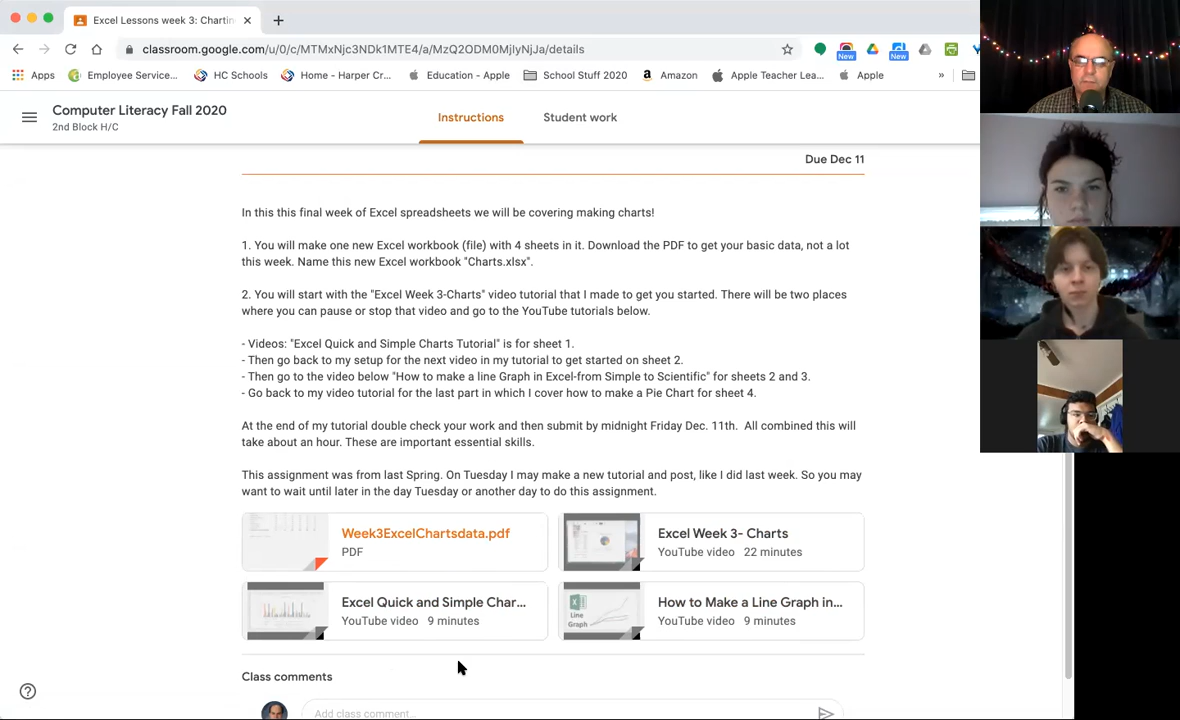 Excel Lessons week 3: Chartin
classroom.google.com/u/0/c/MTMxNjc3NDk1MTE4/a/MzQ2ODM0MjIyNjJa/details
Apps
Employee Service...
HC Schools
Home - Harper Cr...
Education - Apple
School Stuff 2020
Amazon
Apple Teacher Lea...
Apple
»
New
New
Computer Literacy Fall 2020
2nd Block H/C
Instructions
Student work
Due Dec 11
In this this final week of Excel spreadsheets we will be covering making charts!
1. You will make one new Excel workbook (file) with 4 sheets in it. Download the PDF to get your basic data, not a lot
this week. Name this new Excel workbook "Charts.xlsx".
2. You will start with the "Excel Week 3-Charts" video tutorial that I made to get you started. There will be two places
where you can pause or stop that video and go to the YouTube tutorials below.
- Videos: "Excel Quick and Simple Charts Tutorial" is for sheet 1.
- Then go back to my setup for the next video in my tutorial to get started on sheet 2.
- Then go to the video below "How to make a line Graph in Excel-from Simple to Scientific" for sheets 2 and 3.
- Go back to my video tutorial for the last part in which I cover how to make a Pie Chart for sheet 4.
At the end of my tutorial double check your work and then submit by midnight Friday Dec. 11th. All combined this will
take about an hour. These are important essential skills.
This assignment was from last Spring. On Tuesday I may make a new tutorial and post, like I did last week. So you may
want to wait until later in the day Tuesday or another day to do this assignment.
Week3ExcelChartsdata.pdf
PDF
Excel Week 3- Charts
YouTube video 22 minutes
Excel Quick and Simple Char...
YouTube video 9 minutes
Line
Graph
How to Make a Line Graph in...
YouTube video 9 minutes
Class comments
Add class comment...